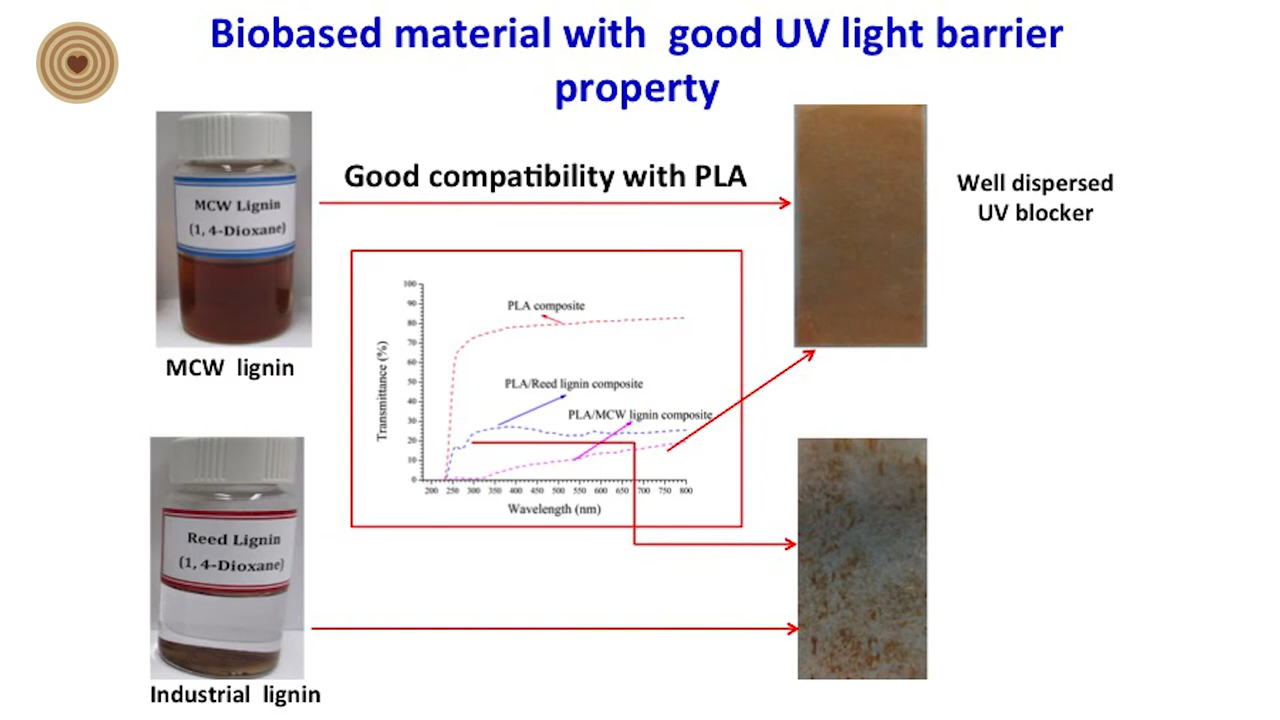 Biobased material with good UV light barrier
property
MCW Lignin
(1, 4-Dioxane)
MCW lignin
Good compatibility with PLA
Well dispersed
UV blocker
100
90
80
70
60
50
40
30
20
10
0
Transmittance (%)
PLA composite
PLA/Reed lignin composite
PLA/MCW lignin composite
200 250 300 350 400 450 500 550 600 650 700 750 800
Wavelength (nm)
Reed Lignin
(1, 4-Dioxane)
Industrial lignin